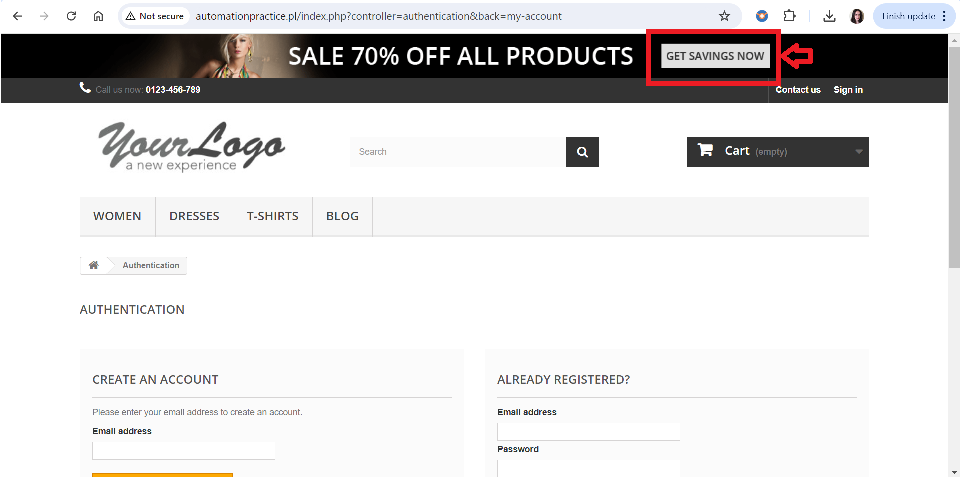 Not secure automationpractice.pl/index.php?controller=authentication&back=my-account
SALE 70% OFF ALL PRODUCTS GET SAVINGS NOW
Call us now: 0123-456-789 Contact us Sign in
YourLogo
a new experience
Search
Cart (empty)
WOMEN DRESSES T-SHIRTS BLOG
Authentication
AUTHENTICATION
CREATE AN ACCOUNT
Please enter your email address to create an account.
Email address
ALREADY REGISTERED?
Email address
Password